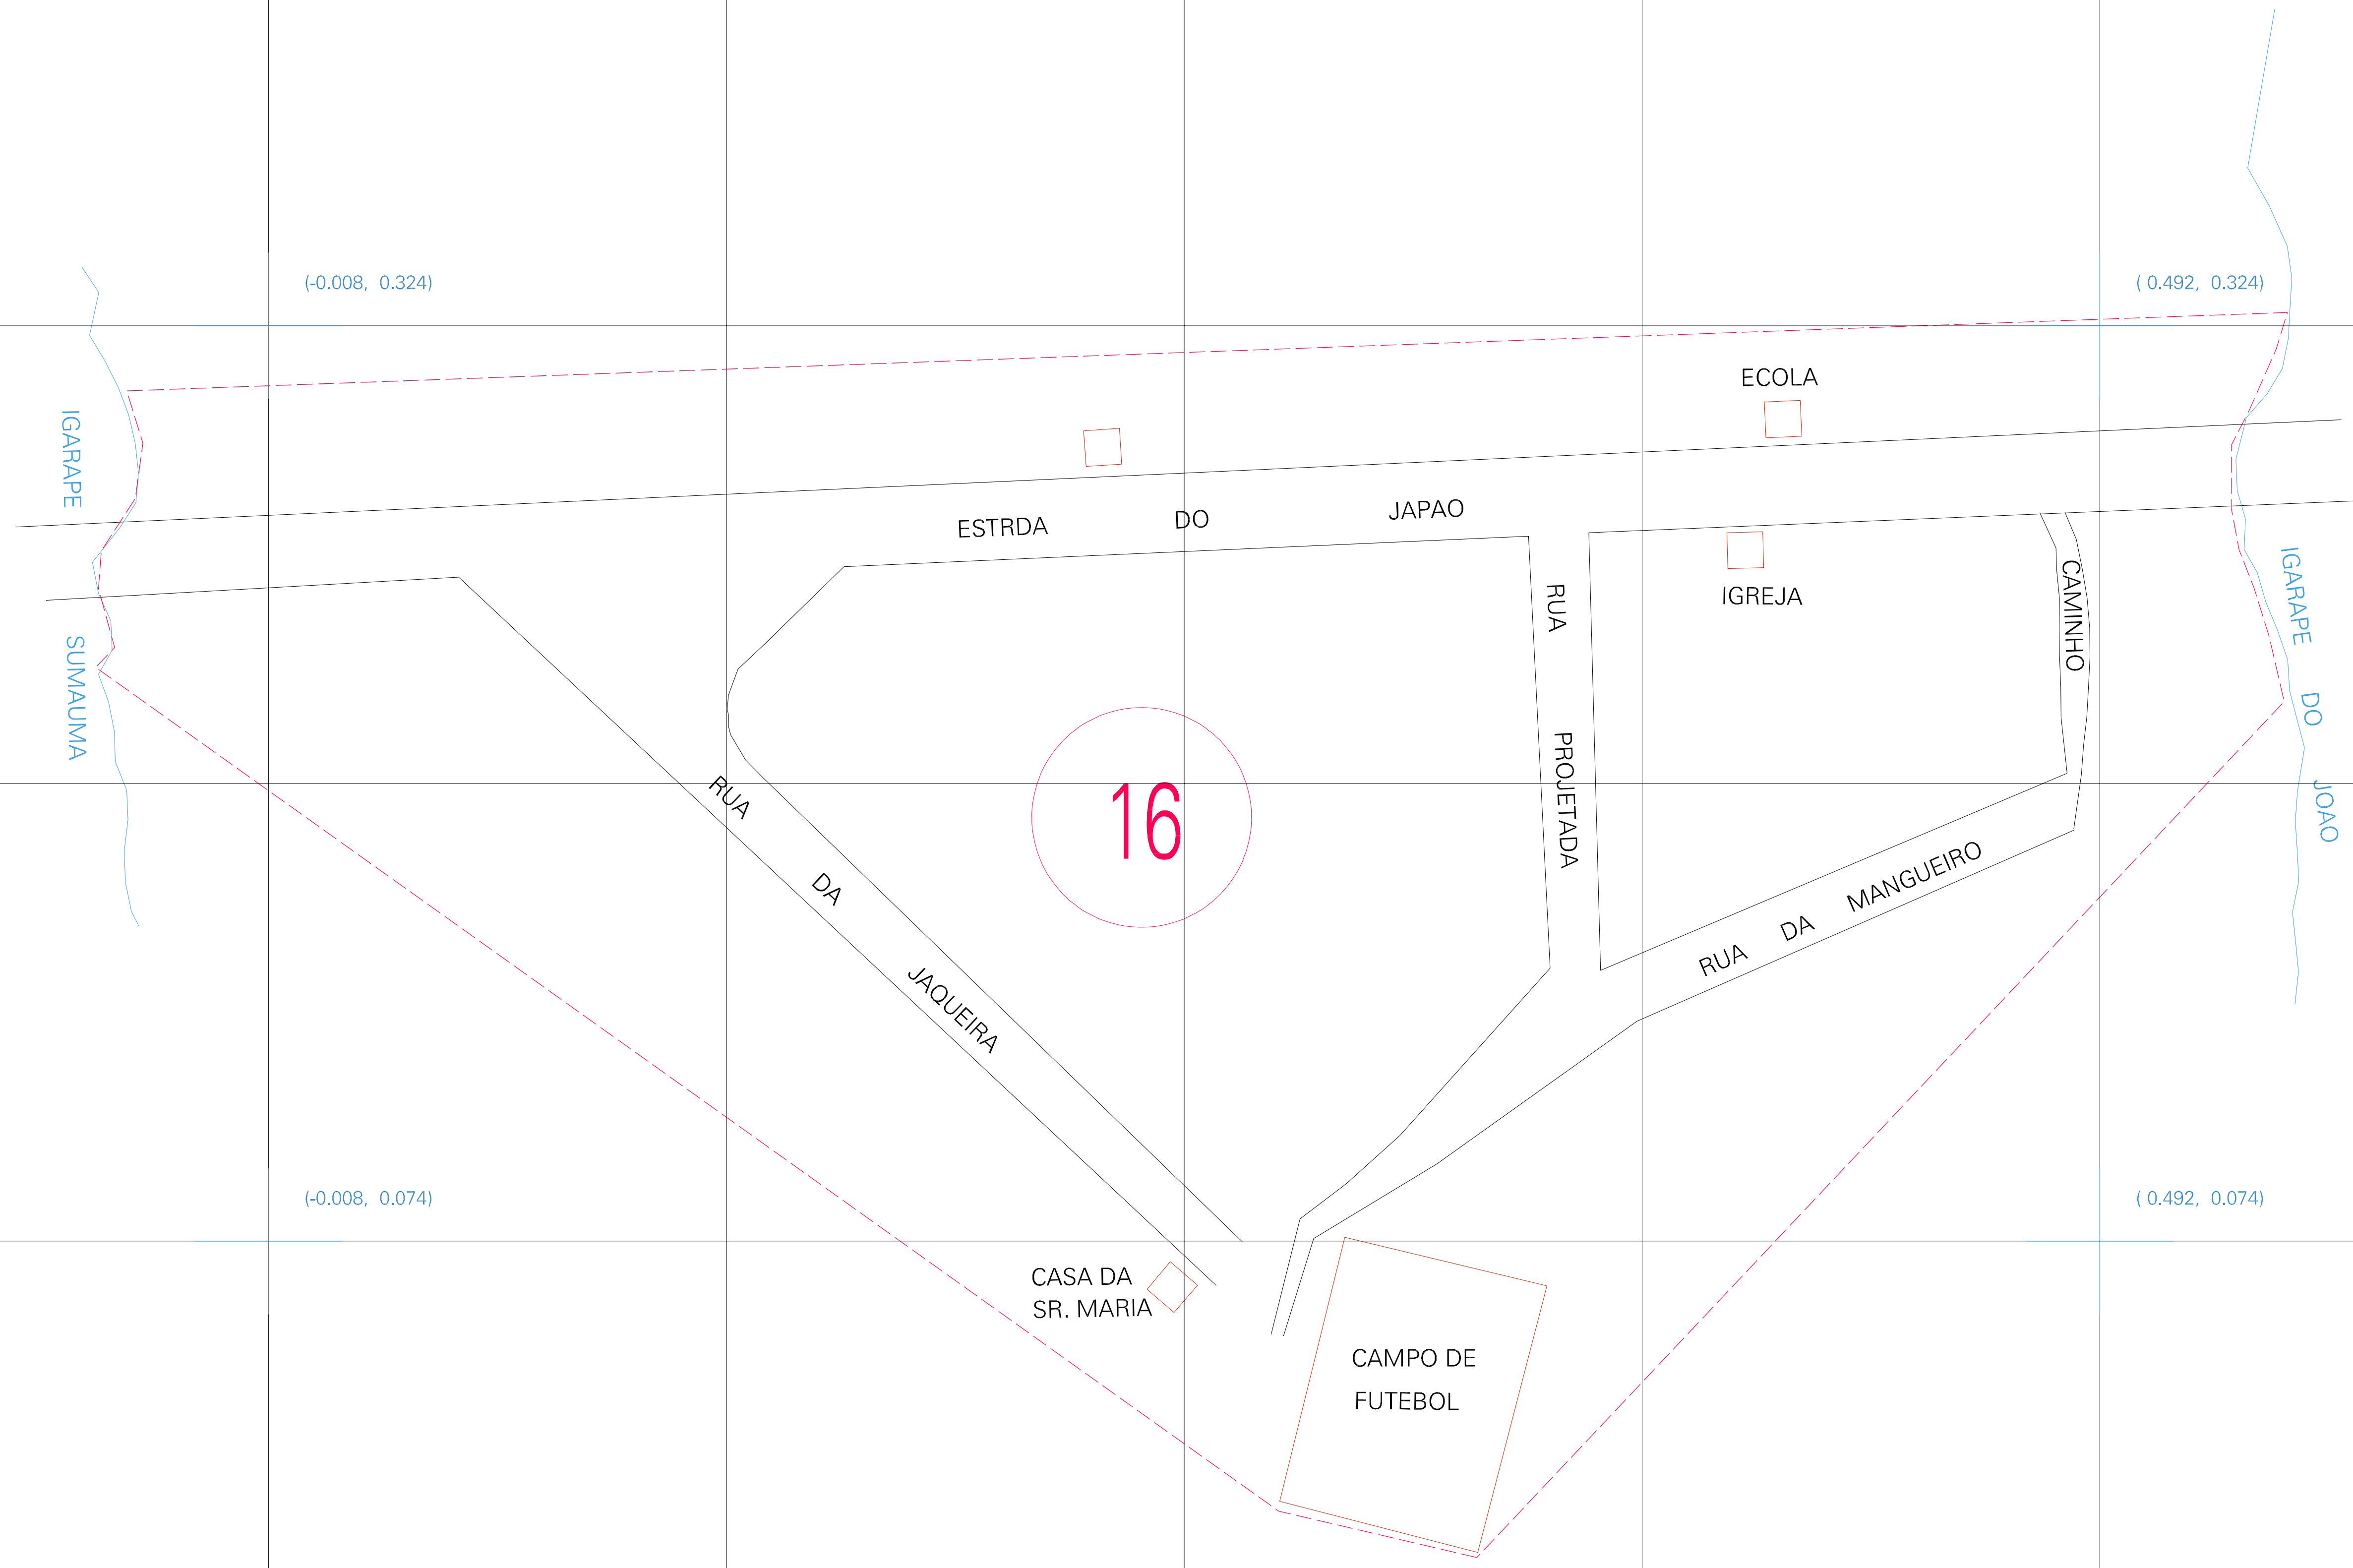 (-0.008, 0.324)
( 0.492, 0.324)
ECOLA
IGARAPE
SUMAUMA
ESTRDA DO JAPAO
IGREJA
RUA PROJETADA
CAMINHO
IGARAPE DO JOAO
16
RUA DA JAQUEIRA
RUA DA MANGUEIRO
(-0.008, 0.074)
( 0.492, 0.074)
CASA DA
SR. MARIA
CAMPO DE
FUTEBOL